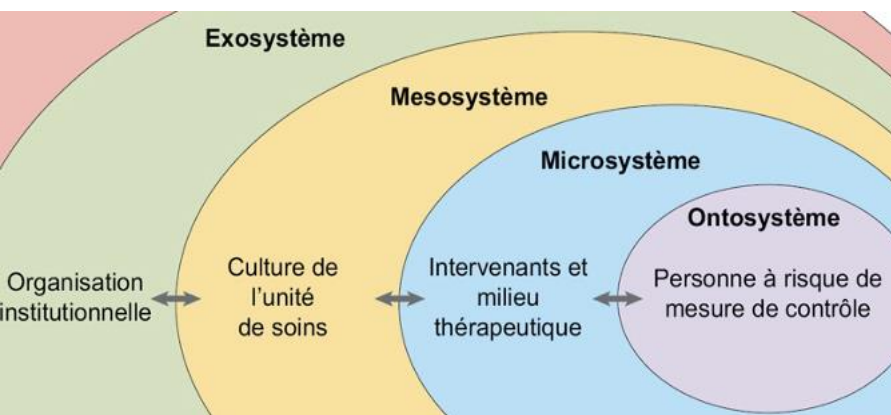 Exosystème
Mesosystème
Microsystème
Ontosystème
Organisation
institutionnelle
Culture de
l’unité
de soins
Intervenants et
milieu
thérapeutique
Personne à risque de
mesure de contrôle